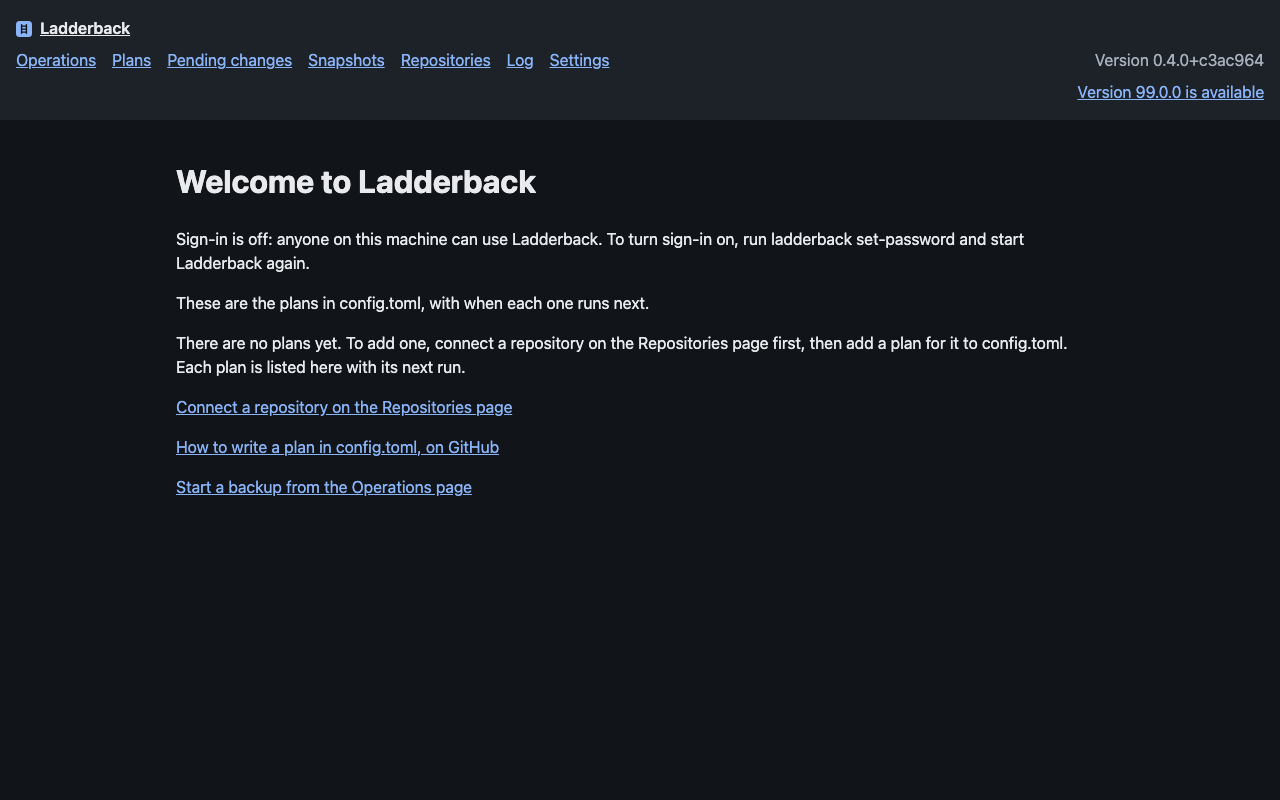 Ladderback
Operations Plans Pending changes Snapshots Repositories Log Settings Version 0.4.0+c3ac964
Version 99.0.0 is available
Welcome to Ladderback
Sign-in is off: anyone on this machine can use Ladderback. To turn sign-in on, run ladderback set-password and start
Ladderback again.
These are the plans in config.toml, with when each one runs next.
There are no plans yet. To add one, connect a repository on the Repositories page first, then add a plan for it to config.toml.
Each plan is listed here with its next run.
Connect a repository on the Repositories page
How to write a plan in config.toml, on GitHub
Start a backup from the Operations page